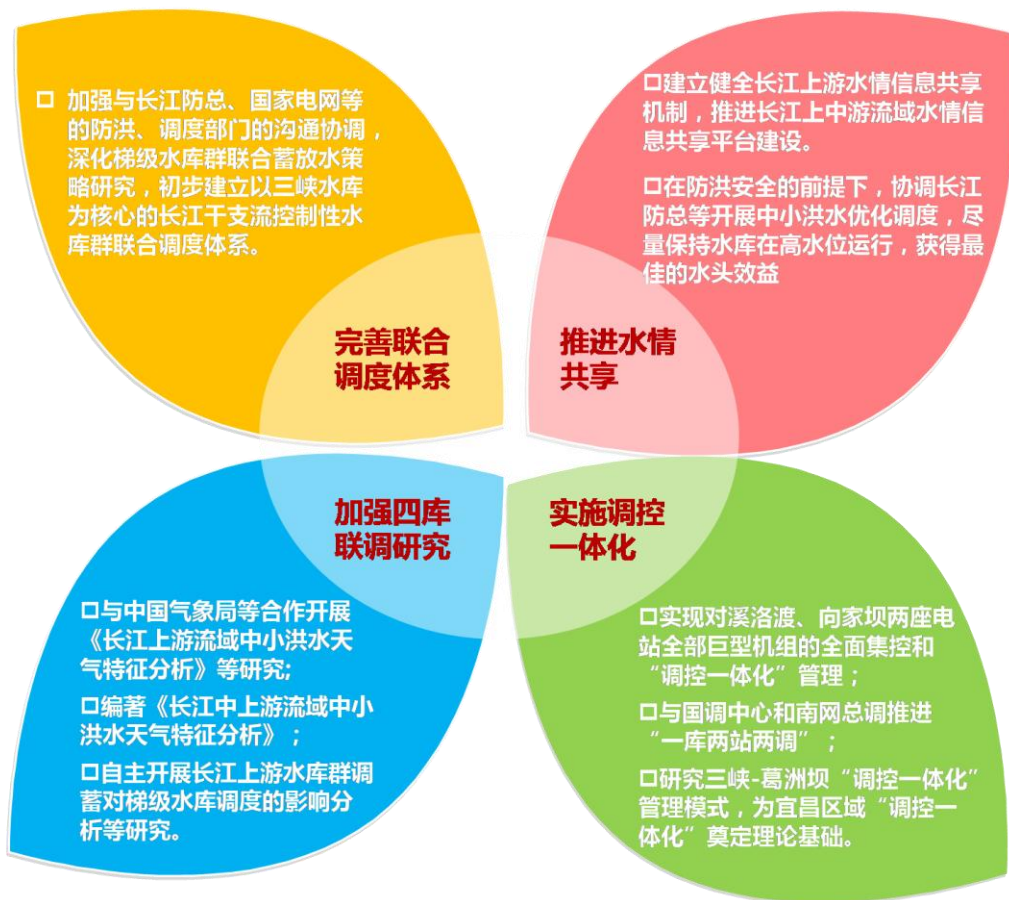 □ 加强与长江防总、国家电网等
的防洪、调度部门的沟通协调，
深化梯级水库群联合蓄放水策
略研究，初步建立以三峡水库
为核心的长江干支流控制性水
库群联合调度体系。
完善联合
调度体系
□建立健全长江上游水情信息共享
机制，推进长江上中游流域水情信
息共享平台建设。
□在防洪安全的前提下，协调长江
防总等开展中小洪水优化调度，尽
量保持水库在高水位运行，获得最
佳的水头效益
推进水情
共享
加强四库
联调研究
□与中国气象局等合作开展
《长江上游流域中小洪水天
气特征分析》等研究;
□编著《长江中上游流域中小
洪水天气特征分析》；
□自主开展长江上游水库群调
蓄对梯级水库调度的影响分
析等研究。
实施调控
一体化
□实现对溪洛渡、向家坝两座电
站全部巨型机组的全面集控和
“调控一体化”管理；
□与国调中心和南网总调推进
“一库两站两调”；
□研究三峡-葛洲坝“调控一体化”
管理模式，为宜昌区域“调控一
体化”奠定理论基础。